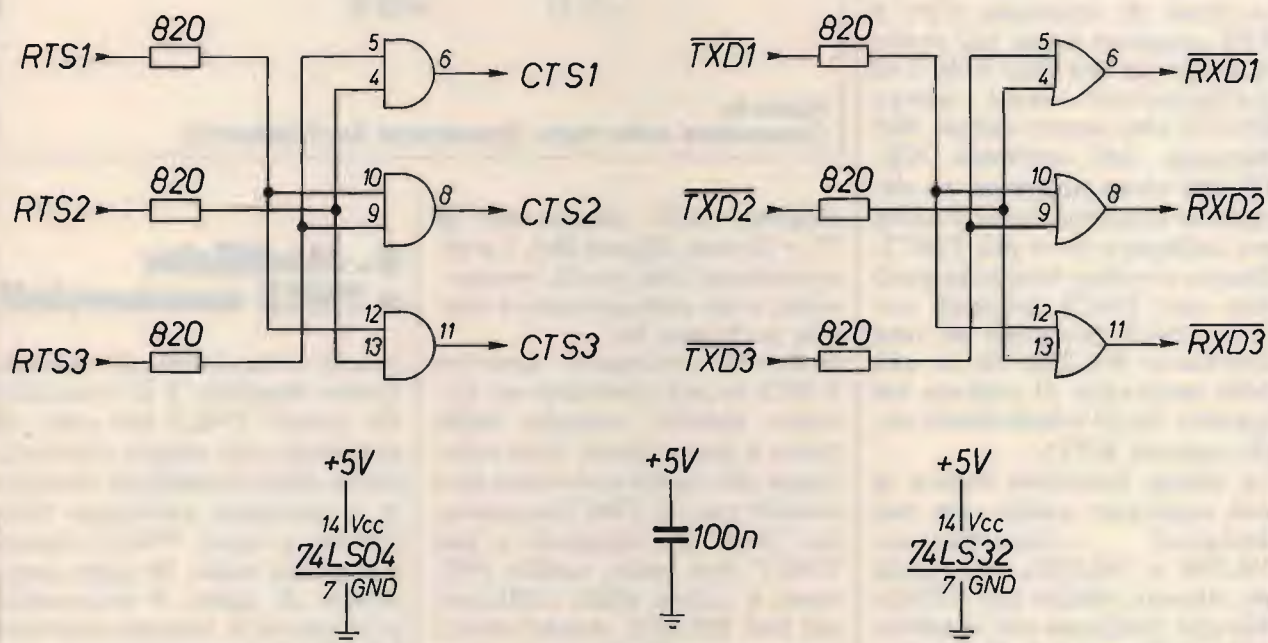 820
RTS1
5
4
6
CTS1
820
RTS2
10
9
8
CTS2
820
RTS3
12
13
11
CTS3
820
TXD1
5
4
6
RXD1
820
TXD2
10
9
8
RXD2
820
TXD3
12
13
11
RXD3
+5V
14 Vcc
74LS04
7 GND
+5V
100n
+5V
14 Vcc
74LS32
7 GND